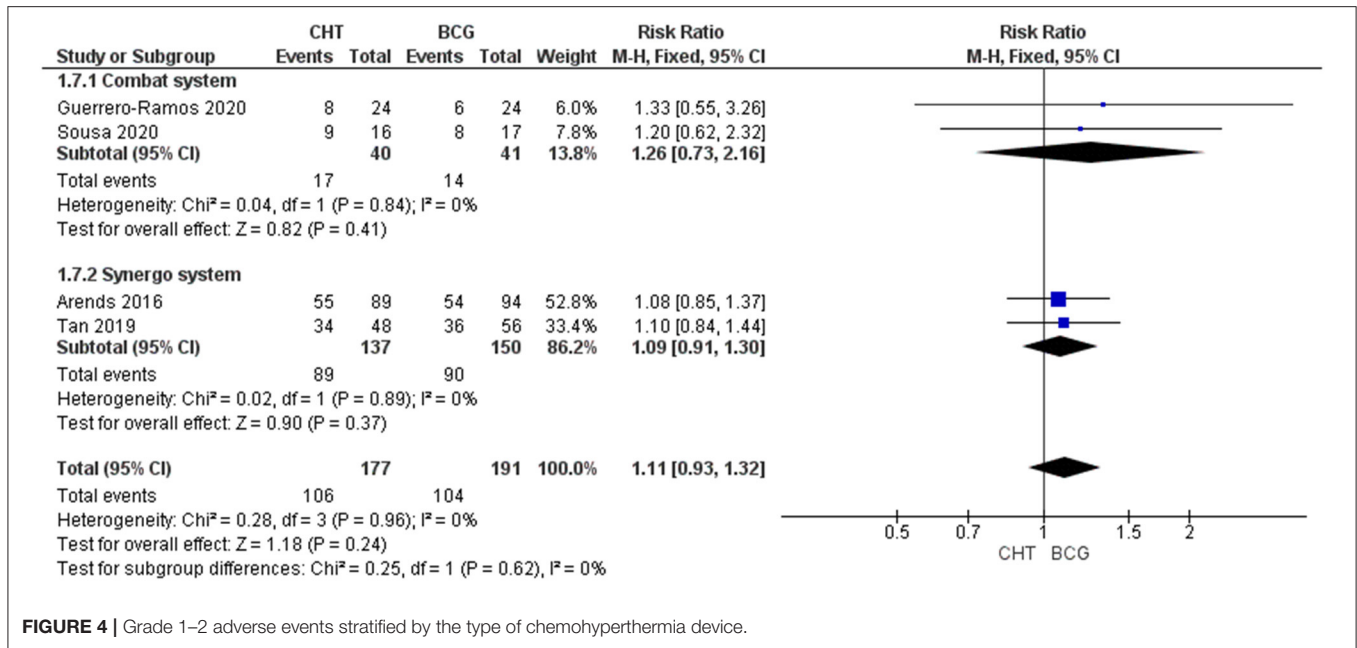 CHT BCG Risk Ratio Risk Ratio
Study or Subgroup Events Total Events Total Weight M-H, Fixed, 95% CI M-H, Fixed, 95% CI
1.7.1 Combat system
Guerrero-Ramos 2020 8 24 6 24 6.0% 1.33 [0.55, 3.26]
Sousa 2020 9 16 8 17 7.8% 1.20 [0.62, 2.32]
Subtotal (95% CI) 40 41 13.8% 1.26 [0.73, 2.16]
Total events 17 14
Heterogeneity: Chi² = 0.04, df = 1 (P = 0.84); I² = 0%
Test for overall effect: Z = 0.82 (P = 0.41)
1.7.2 Synergo system
Arends 2016 55 89 54 94 52.8% 1.08 [0.85, 1.37]
Tan 2019 34 48 36 56 33.4% 1.10 [0.84, 1.44]
Subtotal (95% CI) 137 150 86.2% 1.09 [0.91, 1.30]
Total events 89 90
Heterogeneity: Chi² = 0.02, df = 1 (P = 0.89); I² = 0%
Test for overall effect: Z = 0.90 (P = 0.37)
Total (95% CI) 177 191 100.0% 1.11 [0.93, 1.32]
Total events 106 104
Heterogeneity: Chi² = 0.28, df = 3 (P = 0.96); I² = 0%
Test for overall effect: Z = 1.18 (P = 0.24)
Test for subgroup differences: Chi² = 0.25, df = 1 (P = 0.62), I² = 0%
0.5 0.7 1 1.5 2
CHT BCG
FIGURE 4 | Grade 1–2 adverse events stratified by the type of chemohyperthermia device.